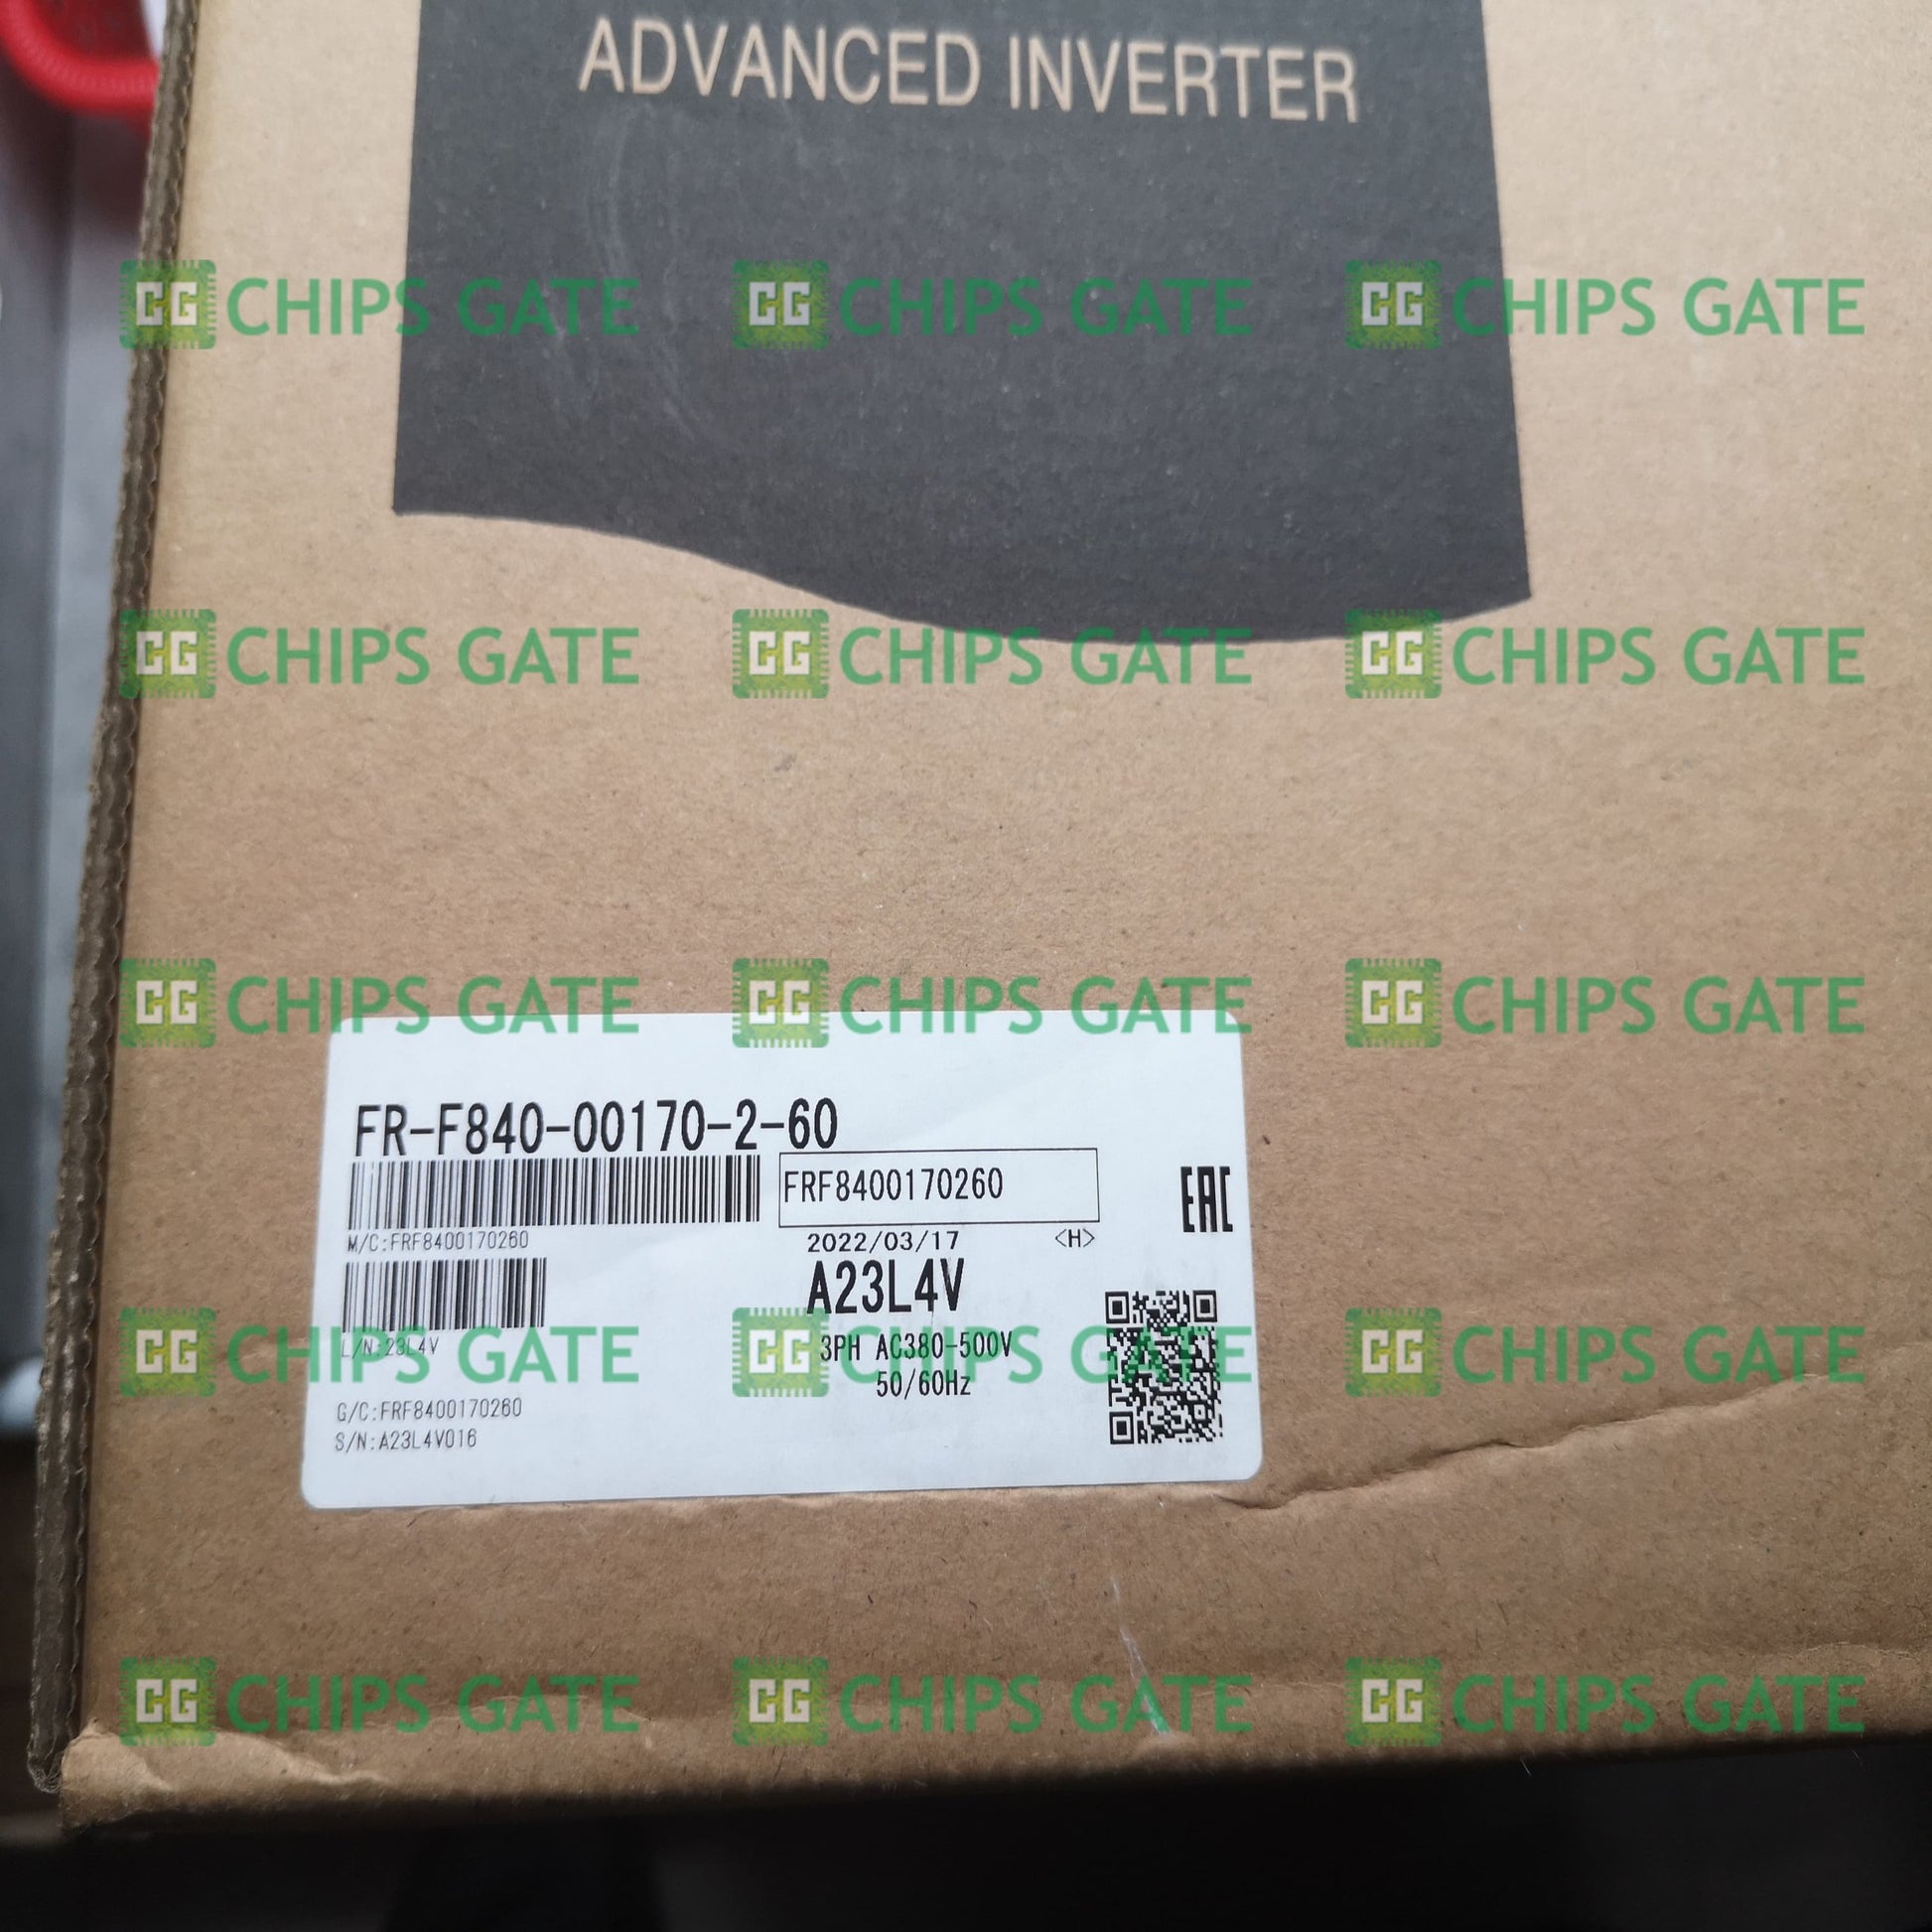 ADVANCED INVERTER
CG CHIPS GATE CG CHIPS GATE CG CHIPS GATE
CG CHIPS GATE CG CHIPS GATE CG CHIPS GATE
CG CHIPS GATE CG CHIPS GATE CG CHIPS GATE
FR-F840-00170-2-60
FRF8400170260
EAC
M/C:FRF8400170260
2022/03/17 <H>
A23L4V
L/N:23L4V
3PH AC380-500V
CG CHIPS GATE CG CHIPS GATE CG CHIPS GATE
50/60Hz
G/C:FRF8400170260
S/N:A23L4V016
CG CHIPS GATE CG CHIPS GATE CG CHIPS GATE